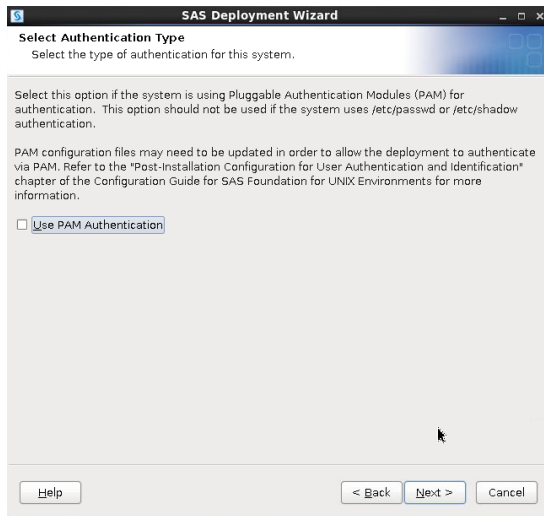 SAS Deployment Wizard
Select Authentication Type
Select the type of authentication for this system.
Select this option if the system is using Pluggable Authentication Modules (PAM) for
authentication.  This option should not be used if the system uses /etc/passwd or /etc/shadow
authentication.
PAM configuration files may need to be updated in order to allow the deployment to authenticate
via PAM. Refer to the "Post-Installation Configuration for User Authentication and Identification"
chapter of the Configuration Guide for SAS Foundation for UNIX Environments for more
information.
Use PAM Authentication
Help
< Back
Next >
Cancel